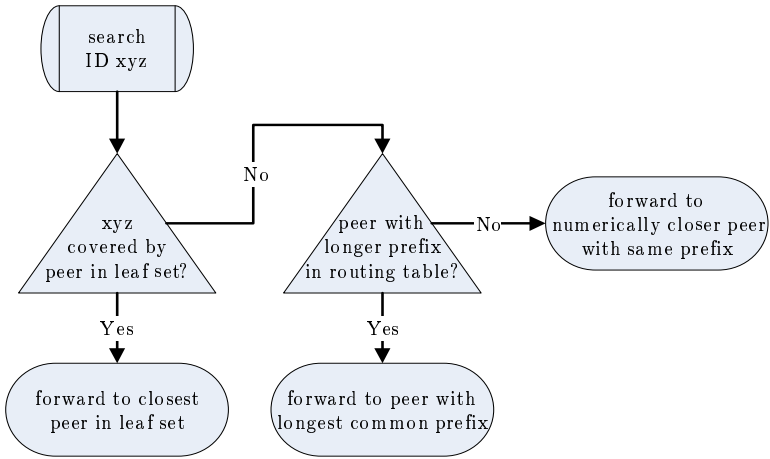 search
ID xyz
xyz
covered by
peer in leaf set?
No
peer with
longer prefix
in routing table?
No
forward to
numerically closer peer
with same prefix
Yes
Yes
forward to closest
peer in leaf set
forward to peer with
longest common prefix